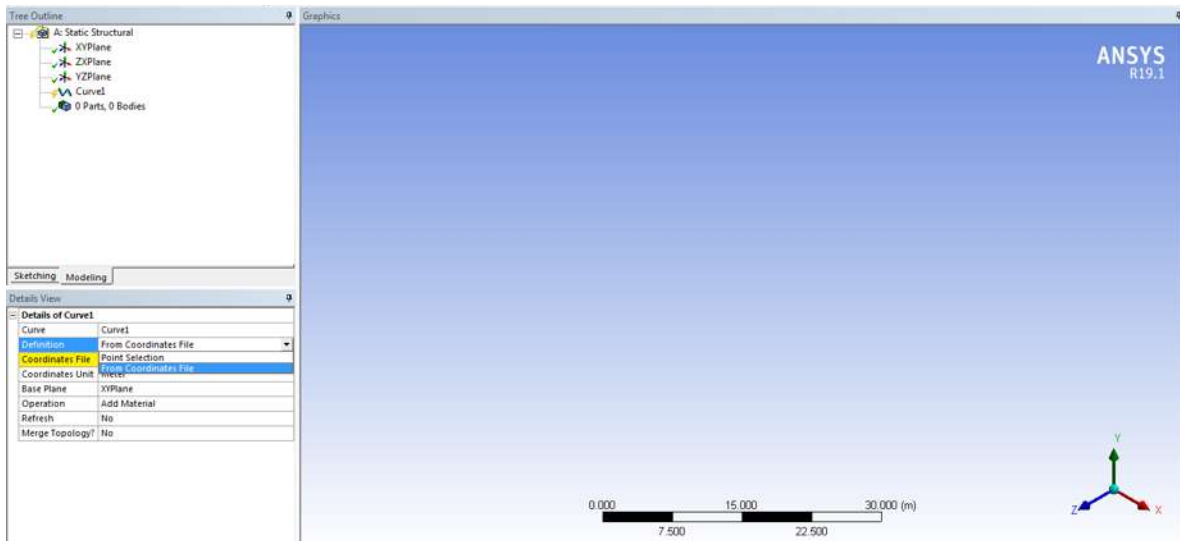 Tree Outline
A: Static Structural
XYPlane
ZXPlane
YZPlane
Curve1
0 Parts, 0 Bodies
Sketching Modeling
Details View
Details of Curve1
Curve Curve1
Definition From Coordinates File
Coordinates File Point Selection
From Coordinates File
Coordinates Unit Meter
Base Plane XYPlane
Operation Add Material
Refresh No
Merge Topology? No
Graphics
ANSYS
R19.1
0.000 15.000 30.000 (m)
7.500 22.500
Y
Z X